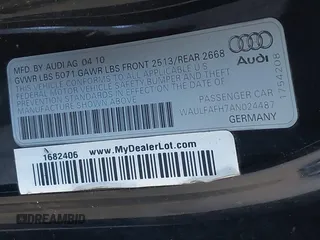 MFD. BY AUDI AG 04 10
GVWR LBS 5071 GAWR LBS FRONT 2513/REAR 2668
THIS VEHICLE CONFORMS TO ALL APPLICABLE
FEDERAL MOTOR VEHICLE SAFETY BUMPER AND THEFT
PREVENTION STANDARDS IN EFFECT ON THE DATE OF
MANUFACTURE SHOWN ABOVE.
Audi
PASSENGER CAR
WAULFAFH7AN024487
GERMANY
1754208
1682406
www.MyDealerLot.com
DREAMBID